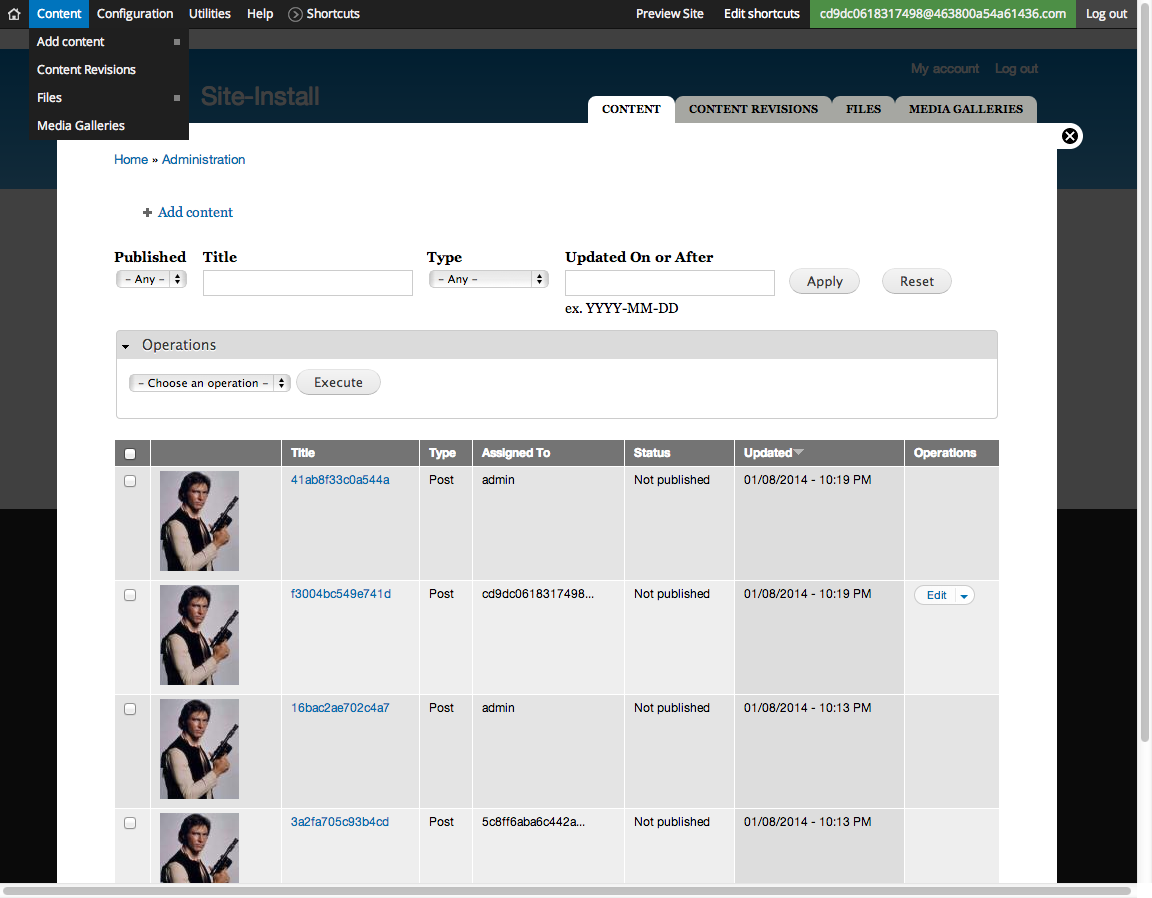 Content Configuration Utilities Help Shortcuts Preview Site Edit shortcuts cd9dc0618317498@463800a54a61436.com Log out
Add content
Content Revisions
Files
Media Galleries
My account Log out
Site-Install
CONTENT CONTENT REVISIONS FILES MEDIA GALLERIES
Home » Administration
+ Add content
Published Title Type Updated On or After
- Any - - Any - Apply Reset
ex. YYYY-MM-DD
Operations
- Choose an operation - Execute
Title Type Assigned To Status Updated Operations
41ab8f33c0a544a Post admin Not published 01/08/2014 - 10:19 PM
f3004bc549e741d Post cd9dc0618317498... Not published 01/08/2014 - 10:19 PM Edit
16bac2ae702c4a7 Post admin Not published 01/08/2014 - 10:13 PM
3a2fa705c93b4cd Post 5c8ff6aba6c442a... Not published 01/08/2014 - 10:13 PM